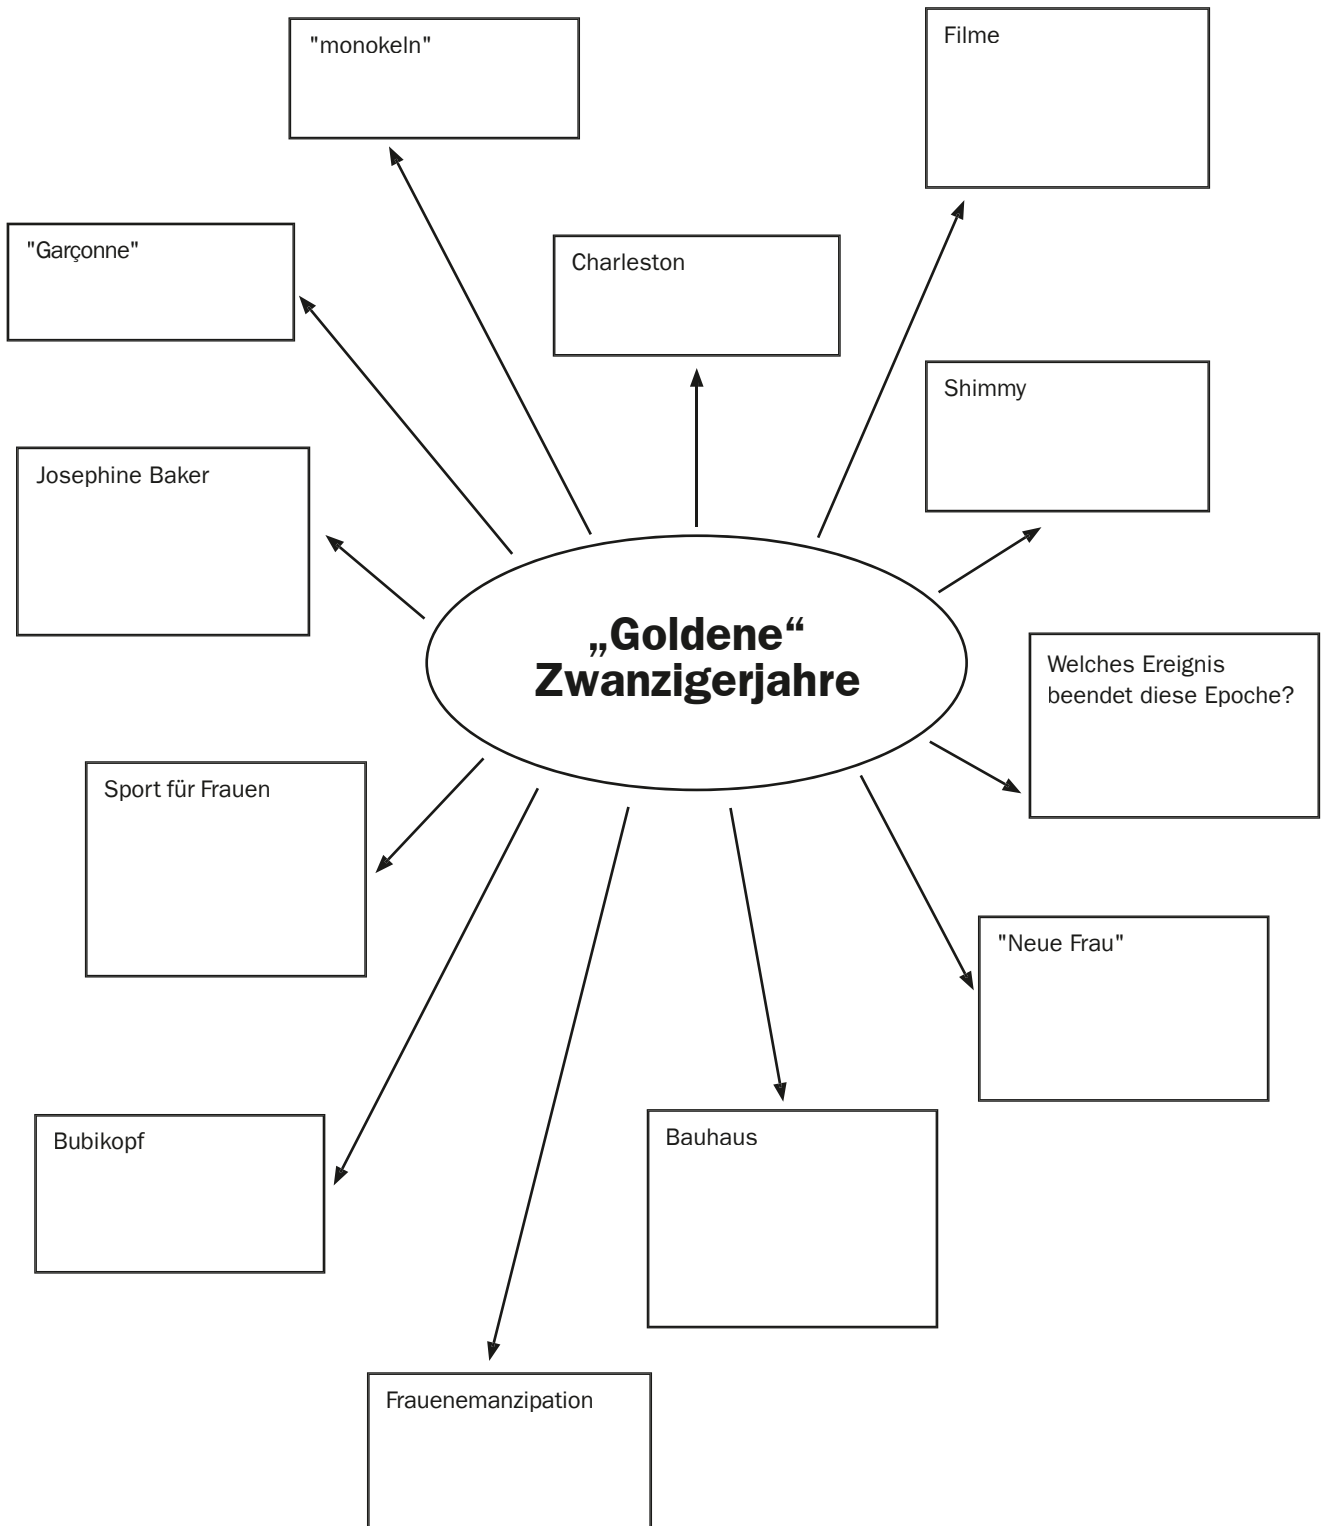 "monokeln"
Filme
"Garçonne"
Charleston
Shimmy
Josephine Baker
„Goldene“
Zwanzigerjahre
Welches Ereignis
beendet diese Epoche?
Sport für Frauen
"Neue Frau"
Bubikopf
Bauhaus
Frauenemanzipation